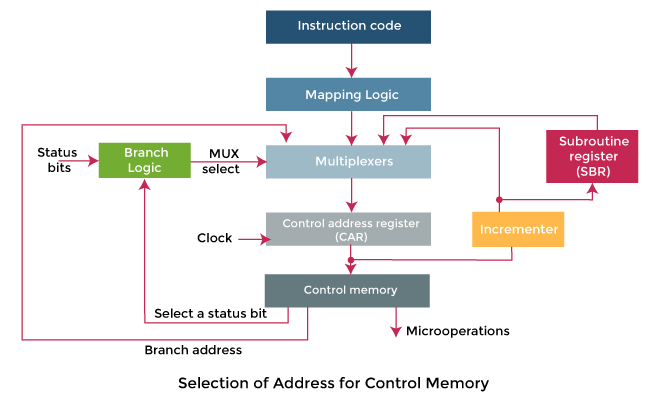 Instruction code
Mapping Logic
Status
bits
Branch
Logic
MUX
select
Multiplexers
Subroutine
register
(SBR)
Clock
Control address register
(CAR)
Incrementer
Control memory
Select a status bit
Microoperations
Branch address
Selection of Address for Control Memory